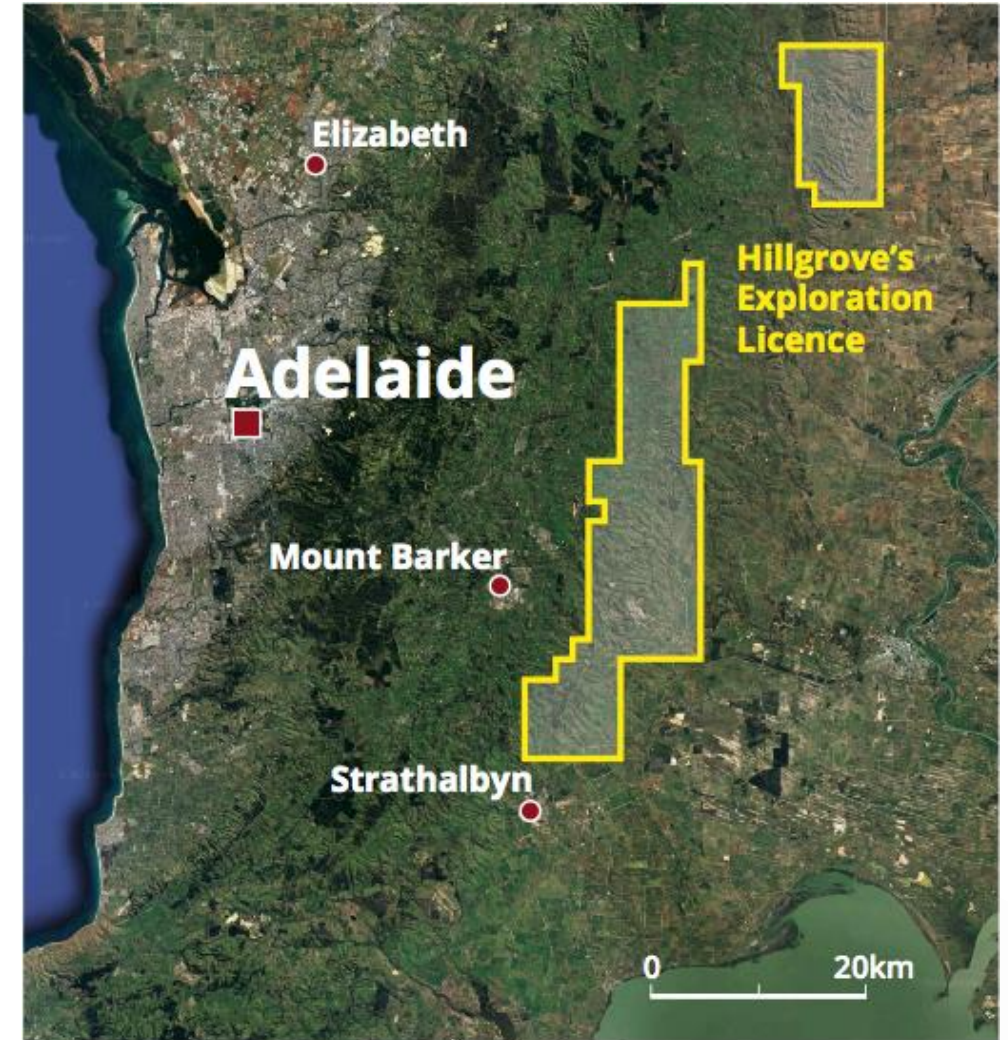 Elizabeth
Hillgrove's
Exploration
Licence
Adelaide
Mount Barker
Strathalbyn
0 20km